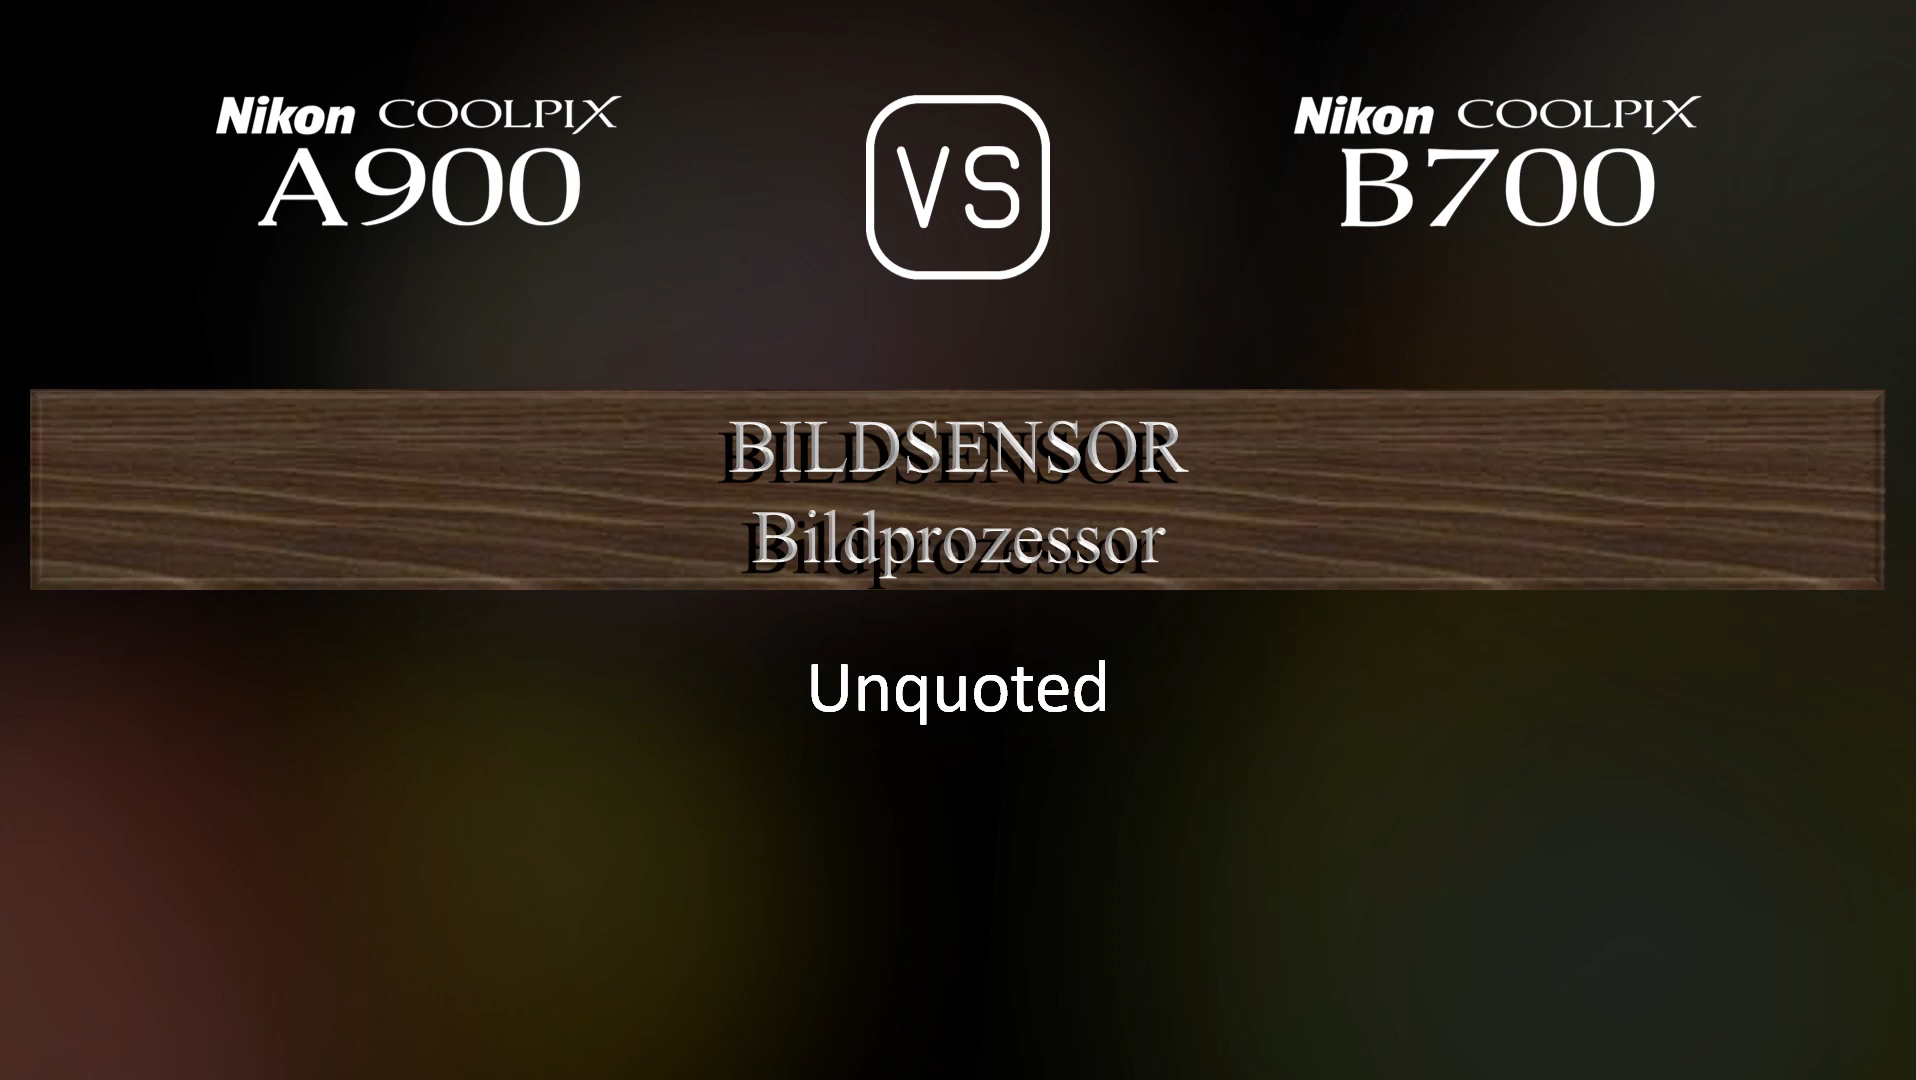 Nikon COOLPIX
A900
VS
Nikon COOLPIX
B700
BILDSENSOR
Bildprozessor
Unquoted